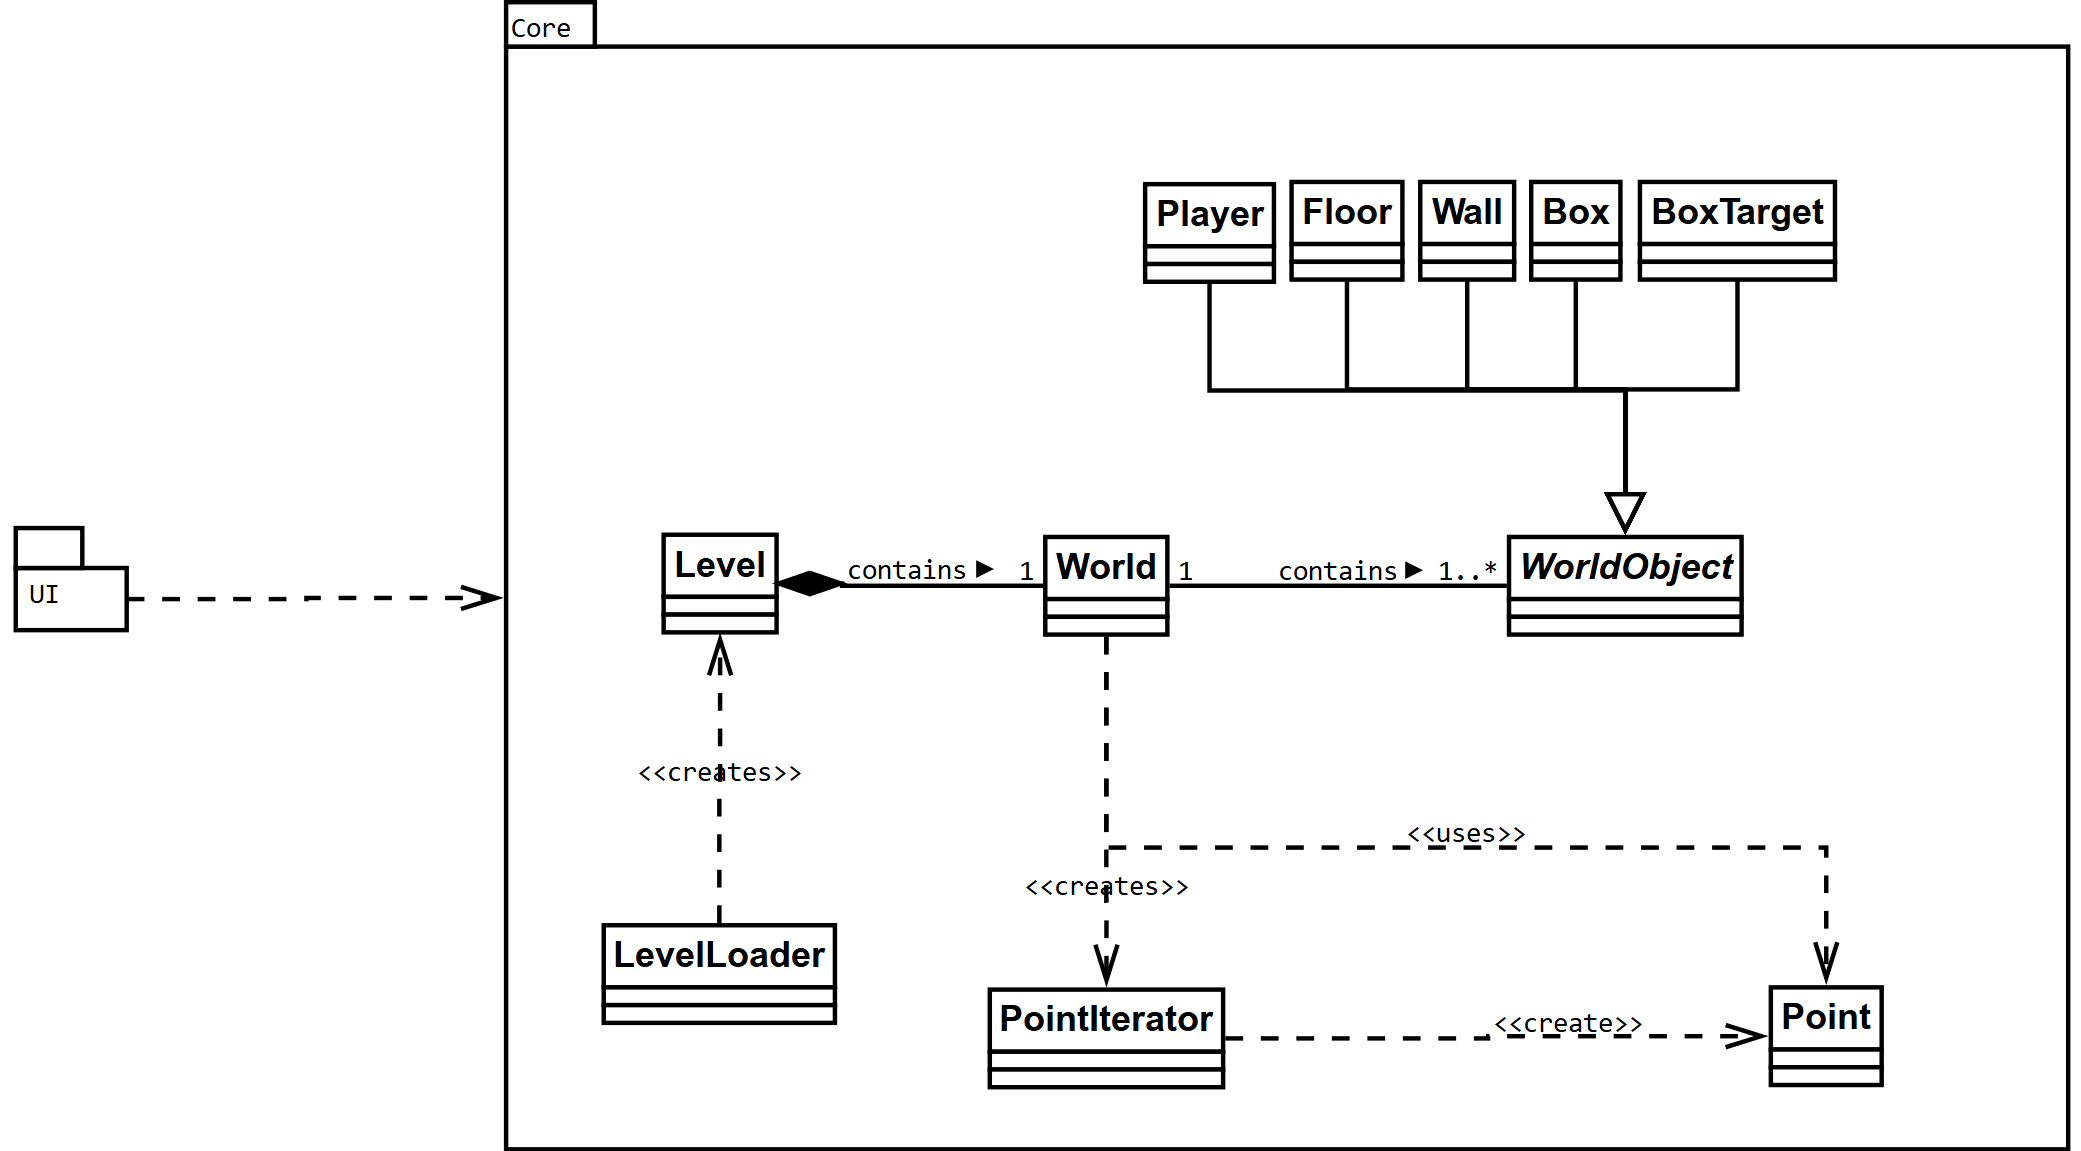 Core
Player
Floor
Wall
Box
BoxTarget
UI
Level
contains ► 1
World
1 contains ► 1..*
WorldObject
<<creates>>
<<uses>>
<<creates>>
LevelLoader
PointIterator
<<create>>
Point